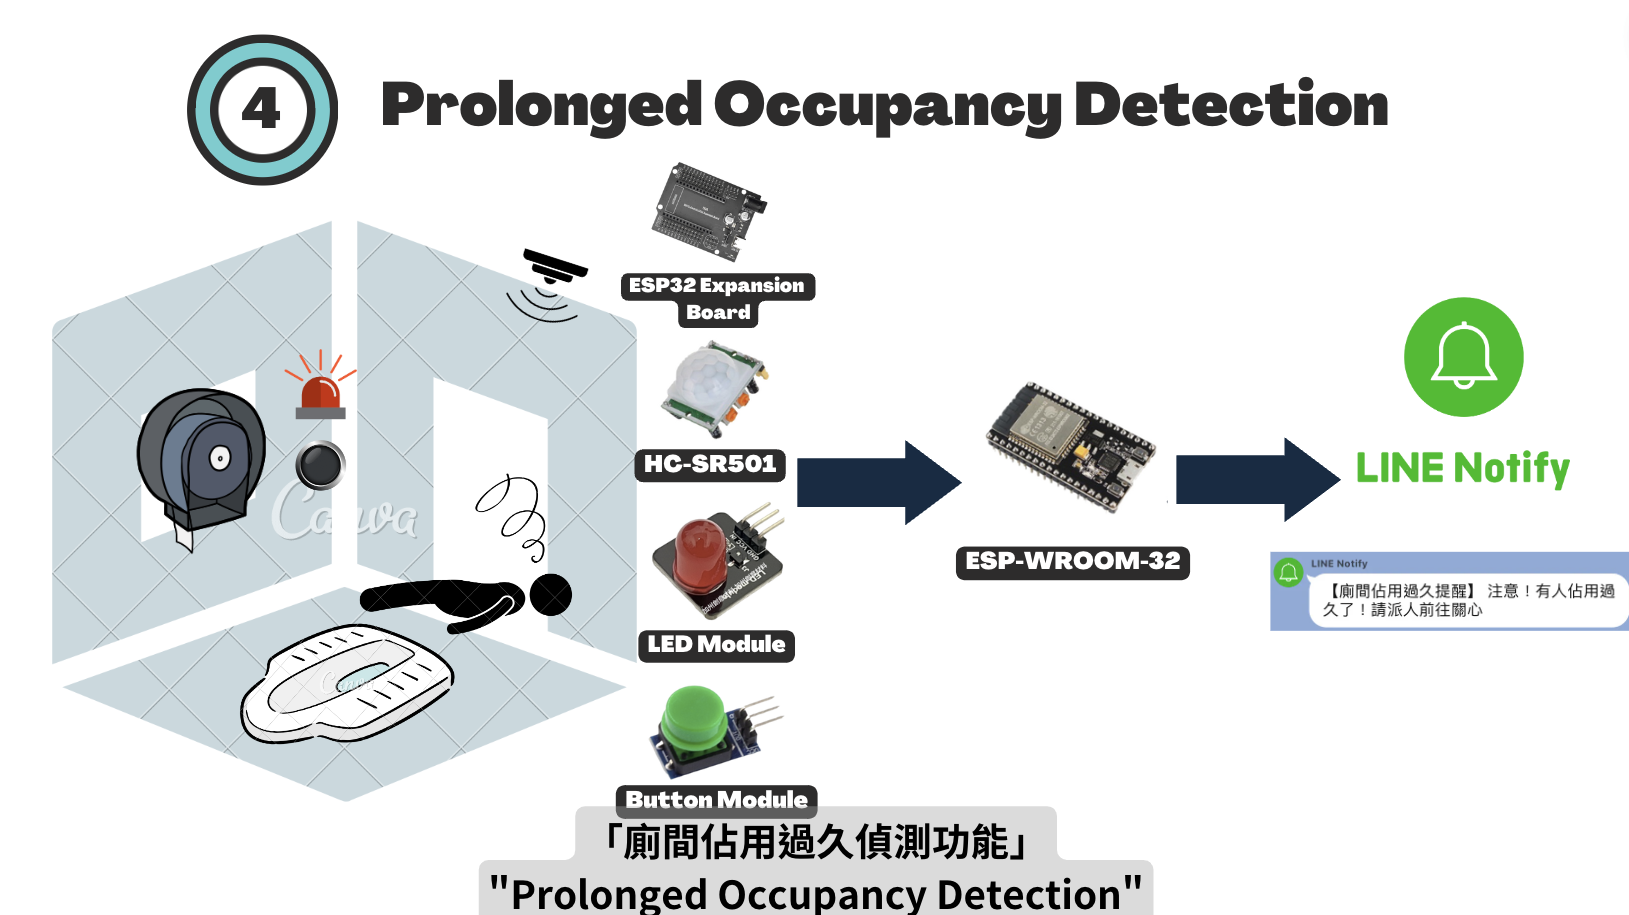 4
Prolonged Occupancy Detection
ESP32 Expansion
Board
HC-SR501
LED Module
Button Module
ESP-WROOM-32
LINE Notify
LINE Notify
【廁間佔用過久提醒】 注意！有人佔用過
久了！請派人前往關心
Canva
Canva
「廁間佔用過久偵測功能」
"Prolonged Occupancy Detection"